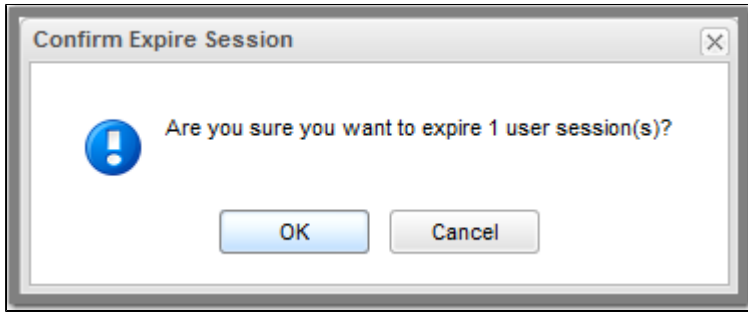 Confirm Expire Session
Are you sure you want to expire 1 user session(s)?
OK
Cancel